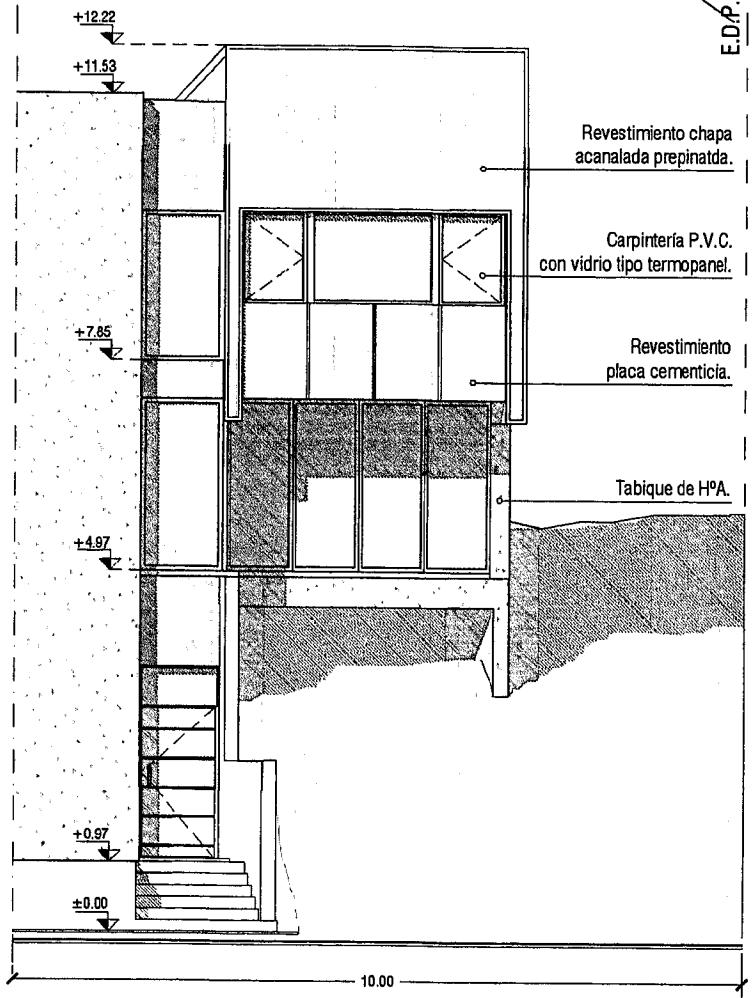 +12.22
E.D.P.
+11.53
Revestimiento chapa
acanalada prepinatda.
Carpintería P.V.C.
con vidrio tipo termopanel.
+7.85
Revestimiento
placa cementicía.
Tabique de HºA.
+4.97
+0.97
±0.00
10.00